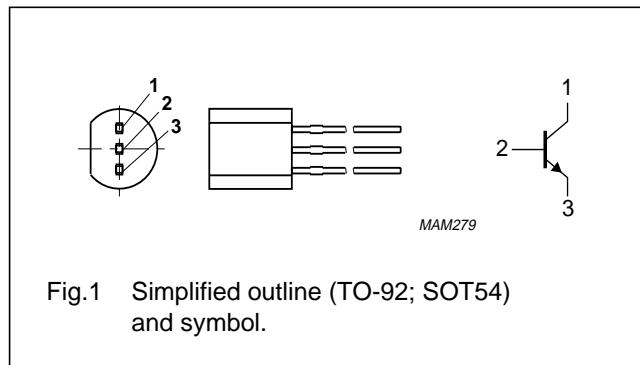 1
2
3
1
2
3
MAM279
Fig.1 Simplified outline (TO-92; SOT54)
and symbol.